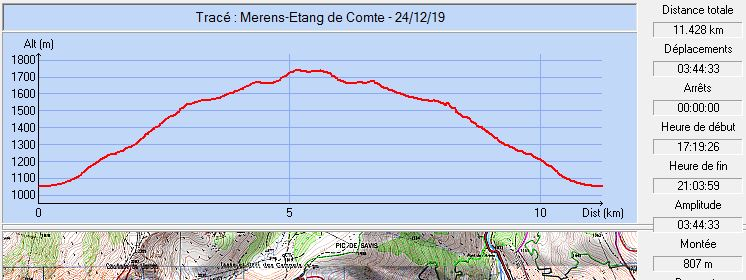 Tracé : Merens-Etang de Comte - 24/12/19
Alt (m)
1800
1700
1600
1500
1400
1300
1200
1100
1000
0
5
10
Dist (km)
Distance totale
11.428 km
Déplacements
03:44:33
Arrêts
00:00:00
Heure de début
17:19:26
Heure de fin
21:03:59
Amplitude
03:44:33
Montée
807 m
PIC DE SAVIS